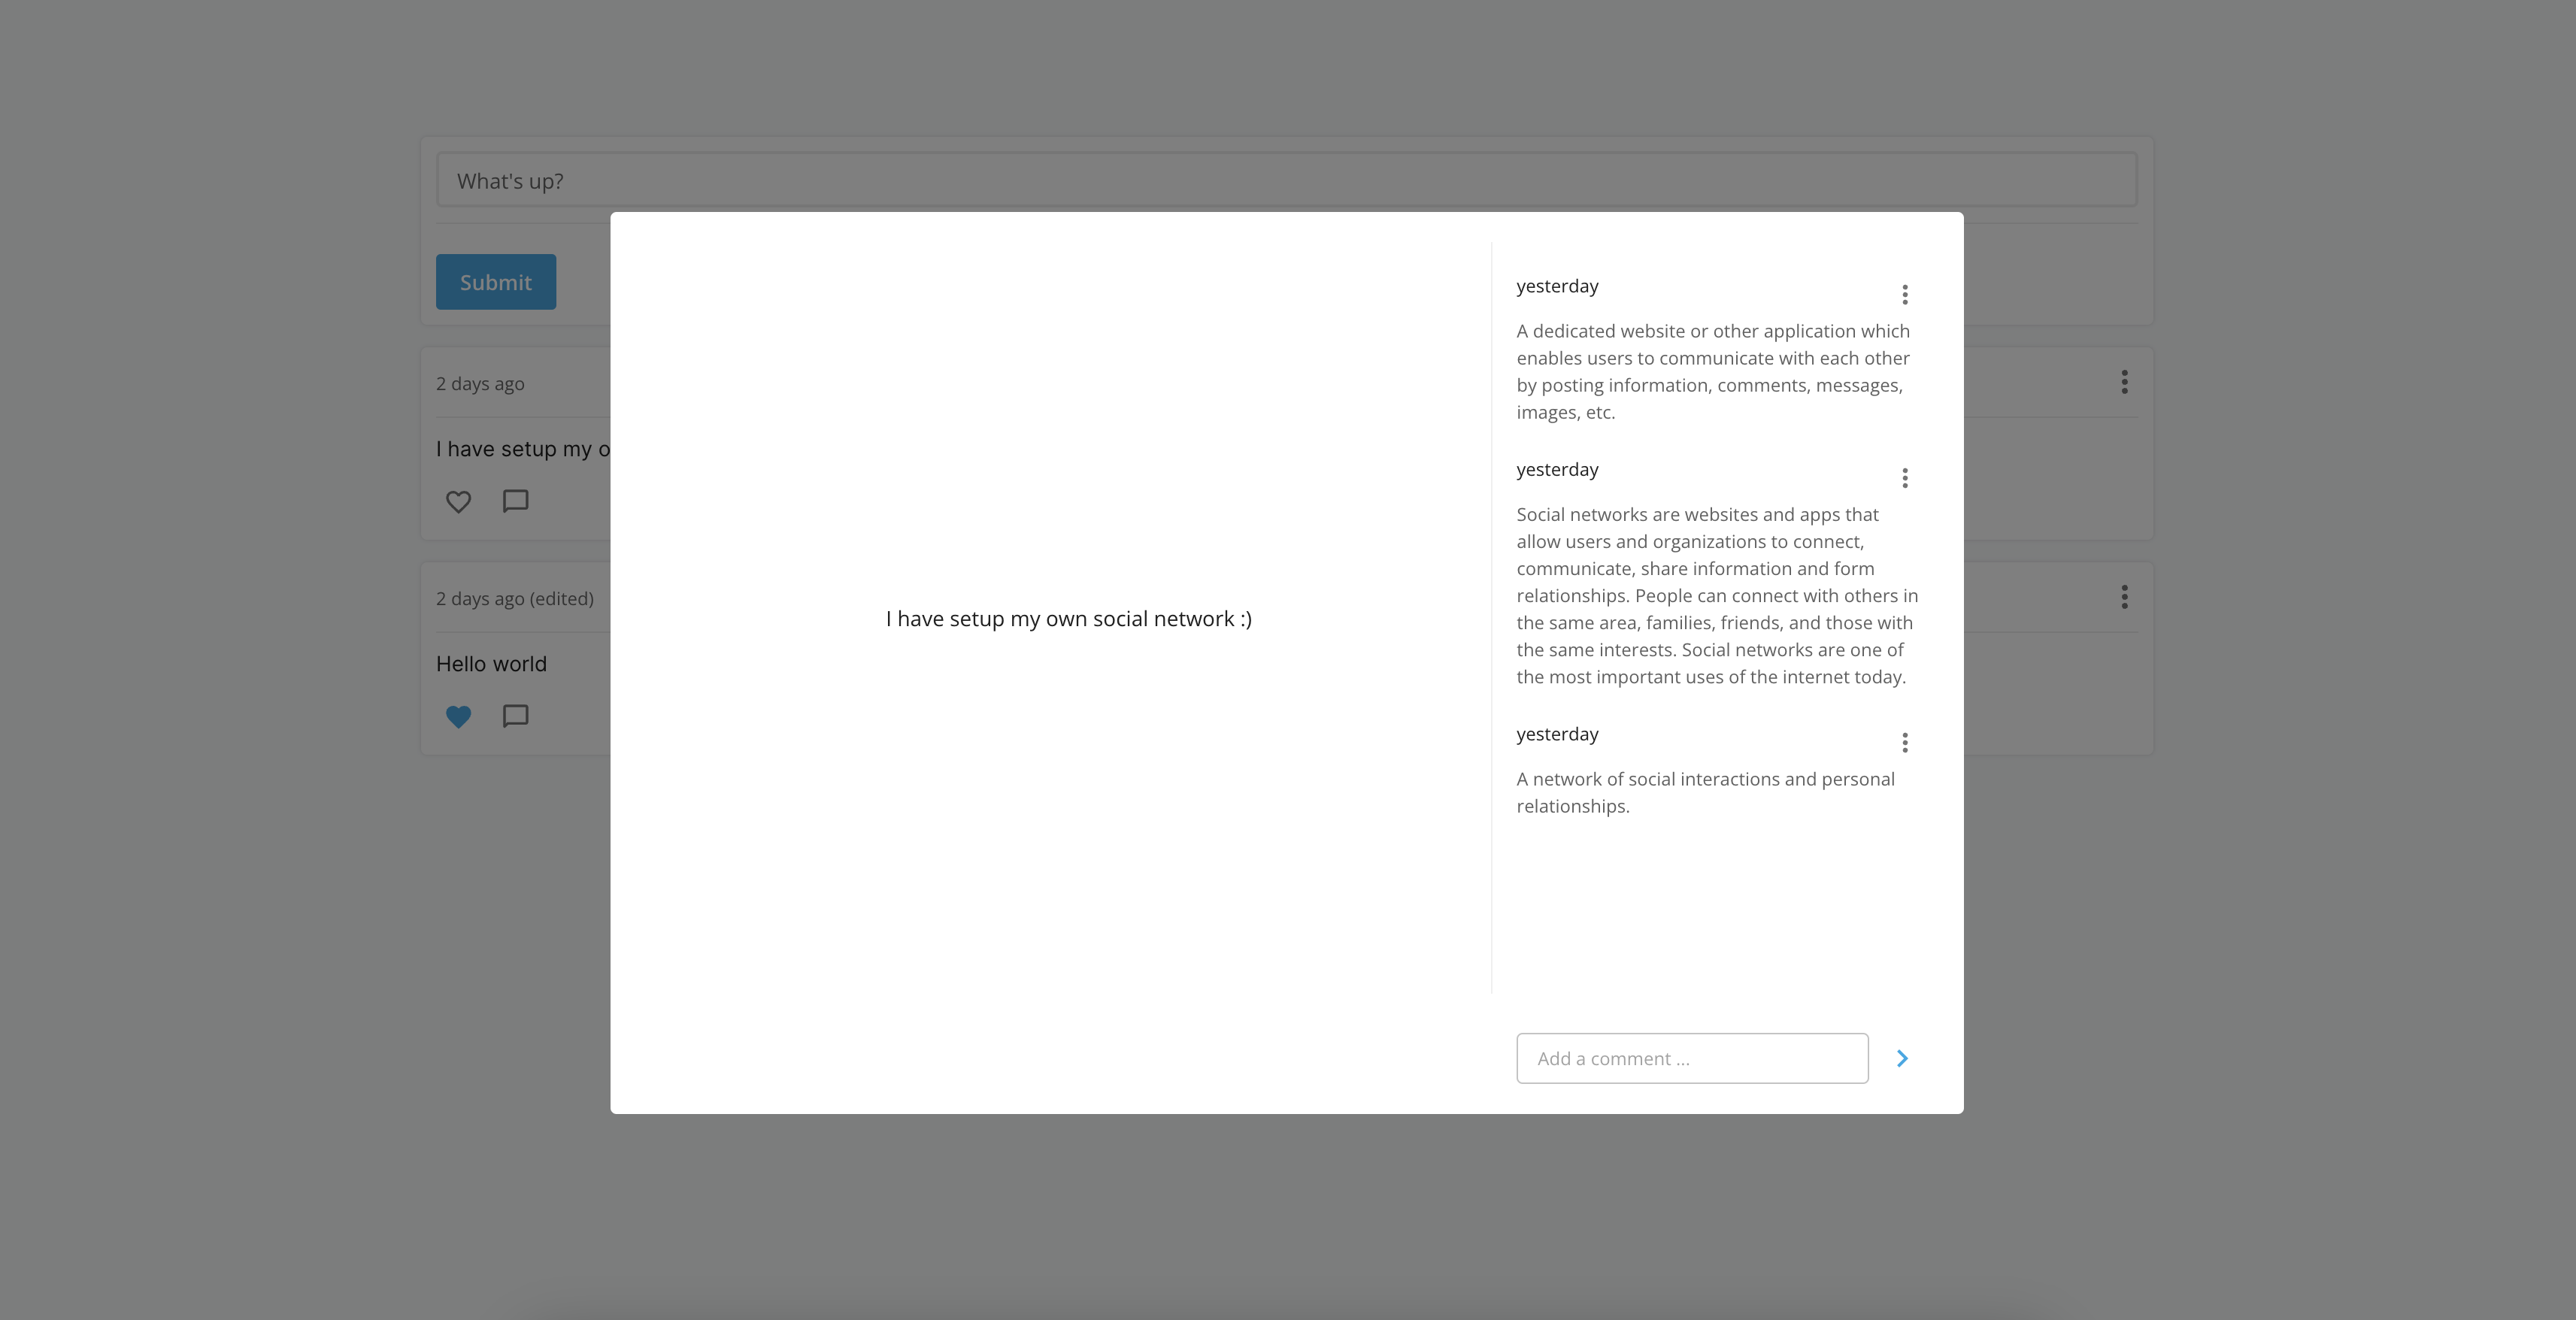 What's up?
Submit
2 days ago
I have setup my o
2 days ago (edited)
Hello world
I have setup my own social network :)
yesterday
A dedicated website or other application which
enables users to communicate with each other
by posting information, comments, messages,
images, etc.
yesterday
Social networks are websites and apps that
allow users and organizations to connect,
communicate, share information and form
relationships. People can connect with others in
the same area, families, friends, and those with
the same interests. Social networks are one of
the most important uses of the internet today.
yesterday
A network of social interactions and personal
relationships.
Add a comment ...